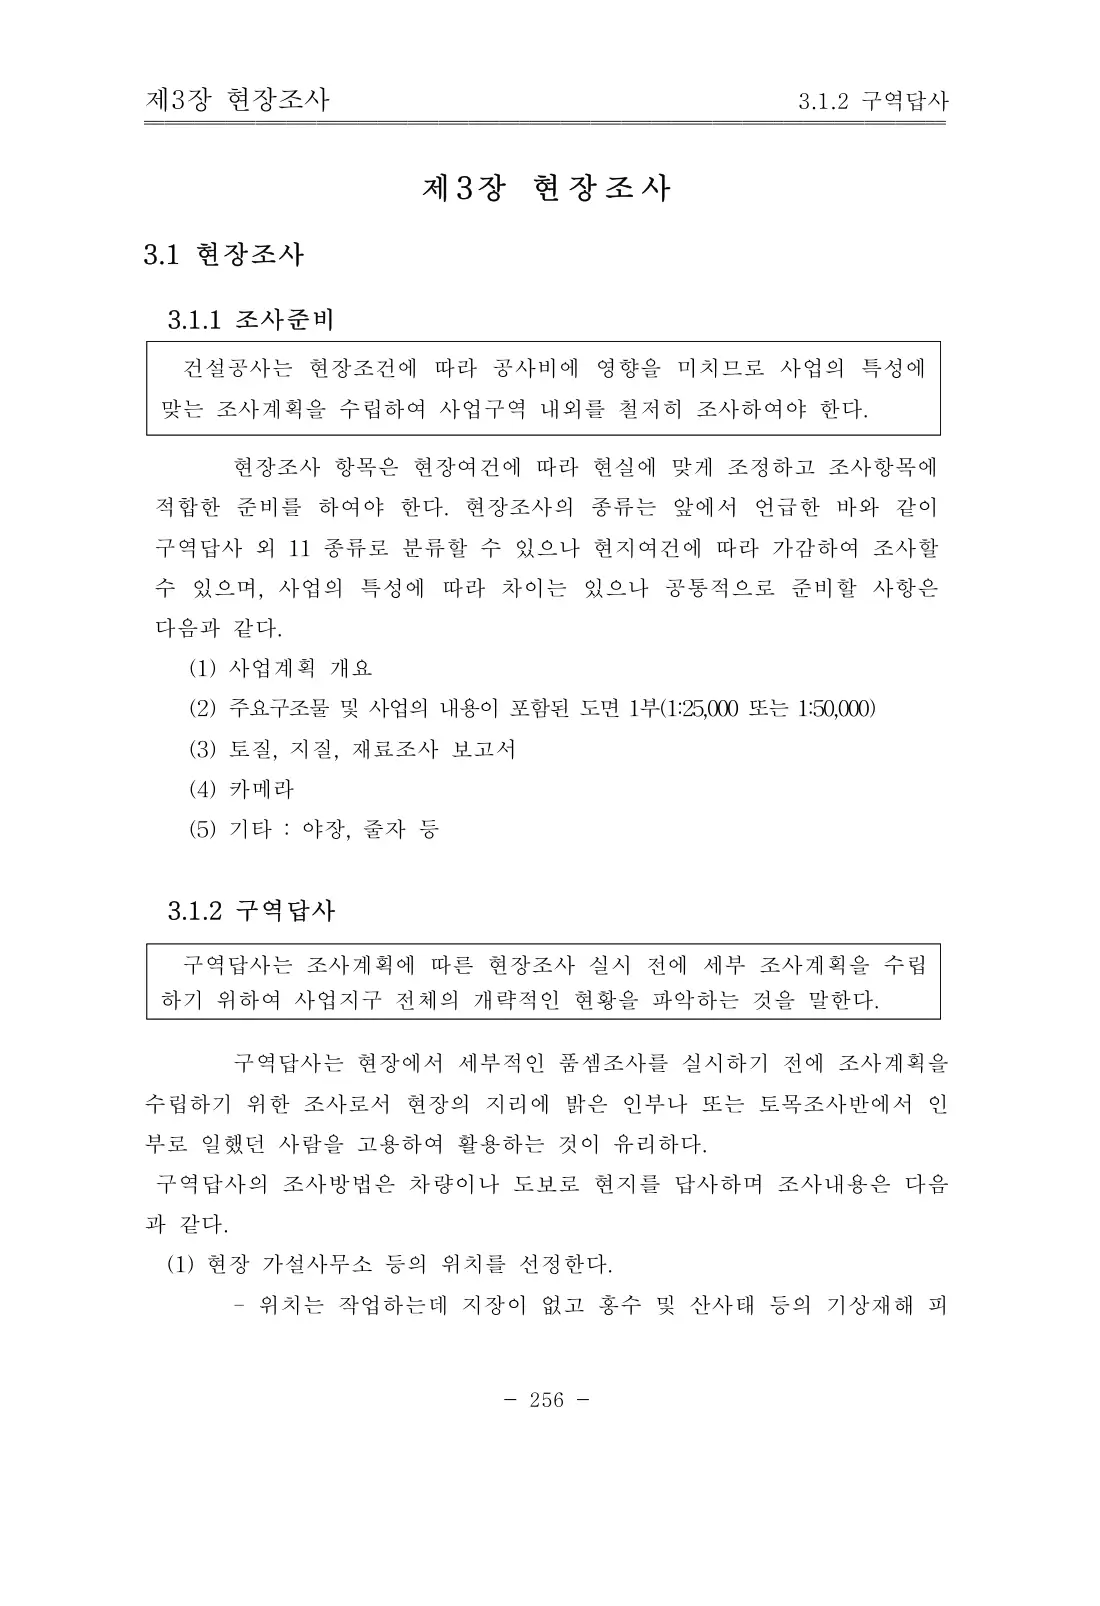 제3장 현장조사 3.1.2 구역답사
제3장 현장조사
3.1 현장조사
3.1.1 조사준비
건설공사는 현장조건에 따라 공사비에 영향을 미치므로 사업의 특성에
맞는 조사계획을 수립하여 사업구역 내외를 철저히 조사하여야 한다.
현장조사 항목은 현장여건에 따라 현실에 맞게 조정하고 조사항목에
적합한 준비를 하여야 한다. 현장조사의 종류는 앞에서 언급한 바와 같이
구역답사 외 11 종류로 분류할 수 있으나 현지여건에 따라 가감하여 조사할
수 있으며, 사업의 특성에 따라 차이는 있으나 공통적으로 준비할 사항은
다음과 같다.
(1) 사업계획 개요
(2) 주요구조물 및 사업의 내용이 포함된 도면 1부(1:25,000 또는 1:50,000)
(3) 토질, 지질, 재료조사 보고서
(4) 카메라
(5) 기타 : 야장, 줄자 등
3.1.2 구역답사
구역답사는 조사계획에 따른 현장조사 실시 전에 세부 조사계획을 수립
하기 위하여 사업지구 전체의 개략적인 현황을 파악하는 것을 말한다.
구역답사는 현장에서 세부적인 품셈조사를 실시하기 전에 조사계획을
수립하기 위한 조사로서 현장의 지리에 밝은 인부나 또는 토목조사반에서 인
부로 일했던 사람을 고용하여 활용하는 것이 유리하다.
구역답사의 조사방법은 차량이나 도보로 현지를 답사하며 조사내용은 다음
과 같다.
(1) 현장 가설사무소 등의 위치를 선정한다.
- 위치는 작업하는데 지장이 없고 홍수 및 산사태 등의 기상재해 피
- 256 -